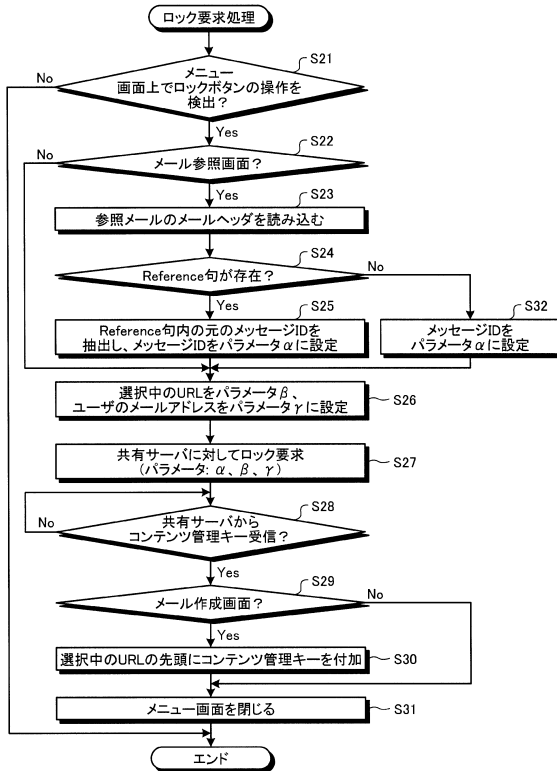 ロック要求処理
S21
メニュー
画面上でロックボタンの操作を
検出？
No
Yes
S22
メール参照画面？
No
Yes
S23
参照メールのメールヘッダを読み込む
S24
Reference句が存在？
No
Yes
S25
Reference句内の元のメッセージIDを
抽出し、メッセージIDをパラメータαに設定
S32
メッセージIDを
パラメータαに設定
選択中のURLをパラメータβ、
ユーザのメールアドレスをパラメータγに設定
S26
共有サーバに対してロック要求
（パラメータ: α、β、γ）
S27
S28
共有サーバから
コンテンツ管理キー受信？
No
Yes
S29
メール作成画面？
No
Yes
選択中のURLの先頭にコンテンツ管理キーを付加
S30
メニュー画面を閉じる
S31
エンド